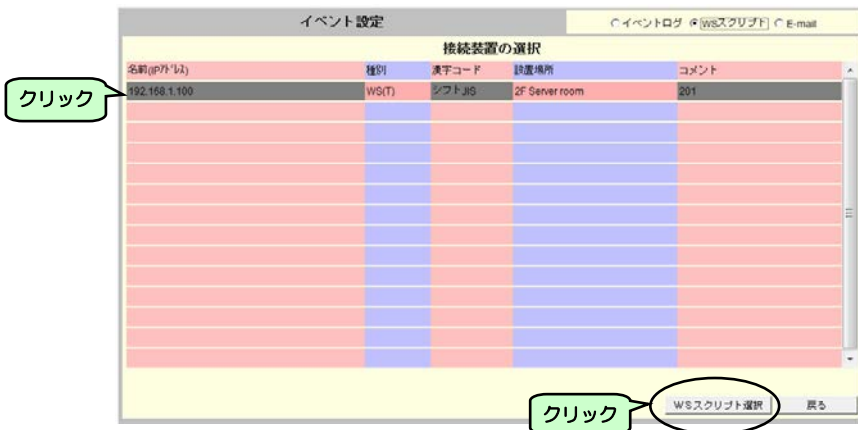 イベント設定
イベントログ WSスクリプト E-mail
接続装置の選択
名前(IPアドレス) 種別 漢字コード 設置場所 コメント
192.168.1.100 WS(T) シフトJIS 2F Server room 201
クリック
WSスクリプト選択 戻る
クリック